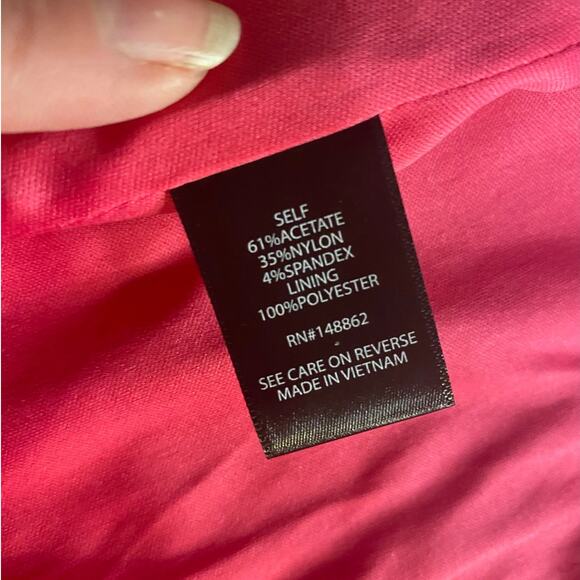 SELF
61%ACETATE
35%NYLON
4%SPANDEX
LINING
100%POLYESTER
RN#148862
-
SEE CARE ON REVERSE
MADE IN VIETNAM